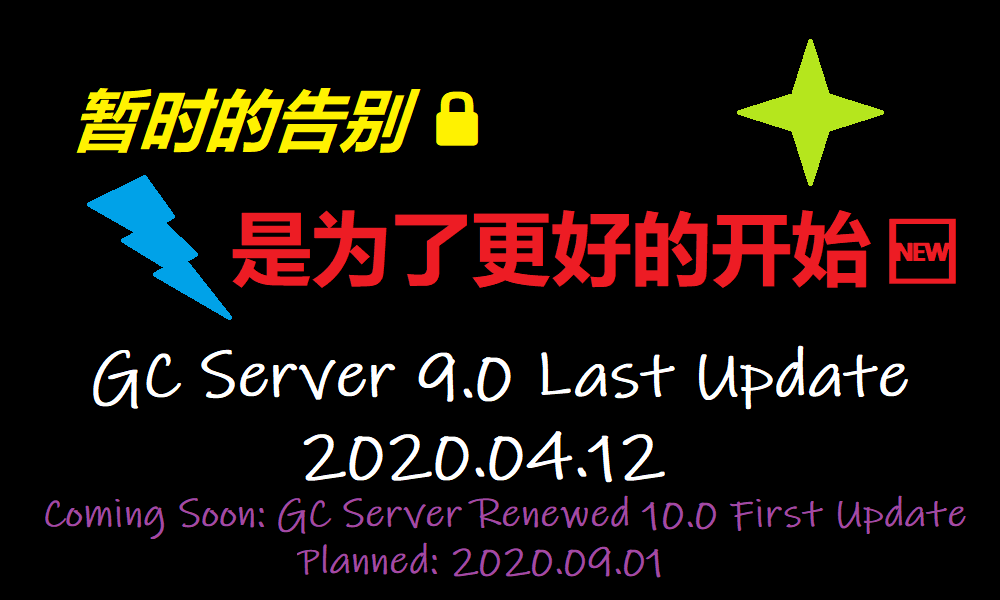 暂时的告别
是为了更好的开始 NEW
GC Server 9.0 Last Update
2020.04.12
Coming Soon: GC Server Renewed 10.0 First Update
Planned: 2020.09.01